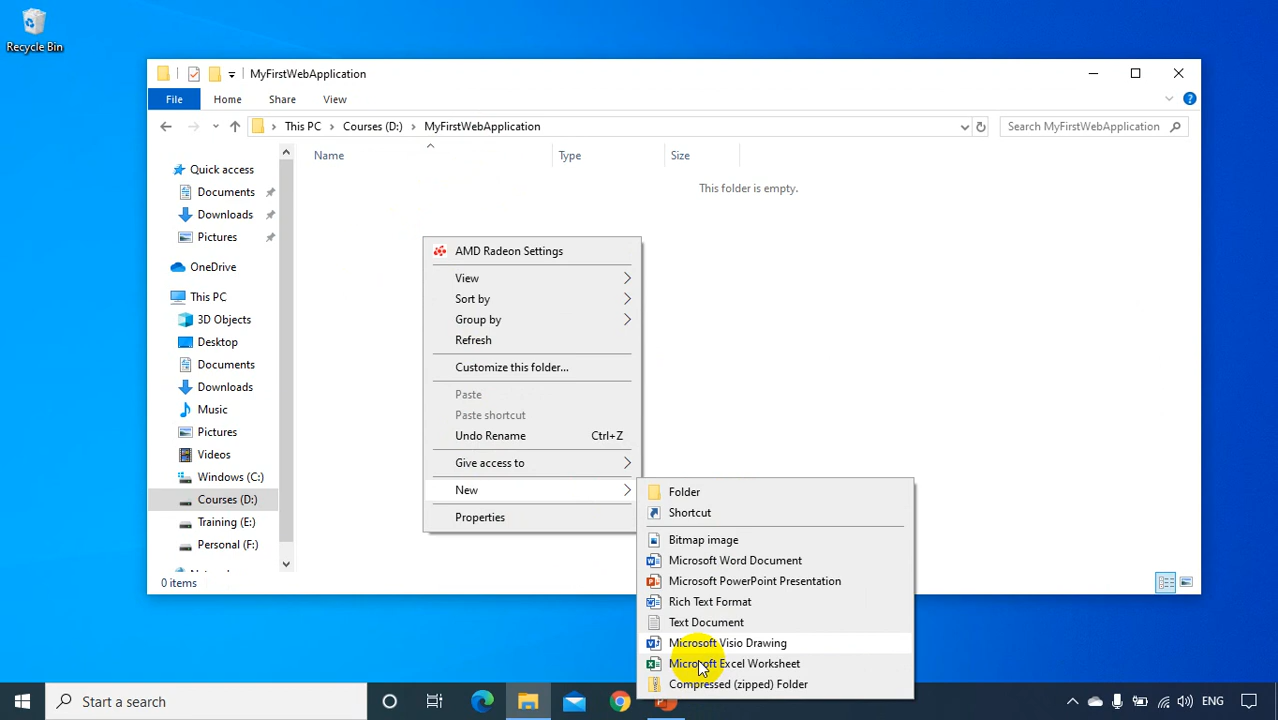 Recycle Bin
MyFirstWebApplication
File Home Share View
This PC Courses (D:) MyFirstWebApplication Search MyFirstWebApplication
Name Type Size
This folder is empty.
Quick access
Documents
Downloads
Pictures
OneDrive
This PC
3D Objects
Desktop
Documents
Downloads
Music
Pictures
Videos
Windows (C:)
Courses (D:)
Training (E:)
Personal (F:)
0 items
AMD Radeon Settings
View
Sort by
Group by
Refresh
Customize this folder...
Paste
Paste shortcut
Undo Rename Ctrl+Z
Give access to
New
Properties
Folder
Shortcut
Bitmap image
Microsoft Word Document
Microsoft PowerPoint Presentation
Rich Text Format
Text Document
Microsoft Visio Drawing
Microsoft Excel Worksheet
Compressed (zipped) Folder
Start a search
ENG